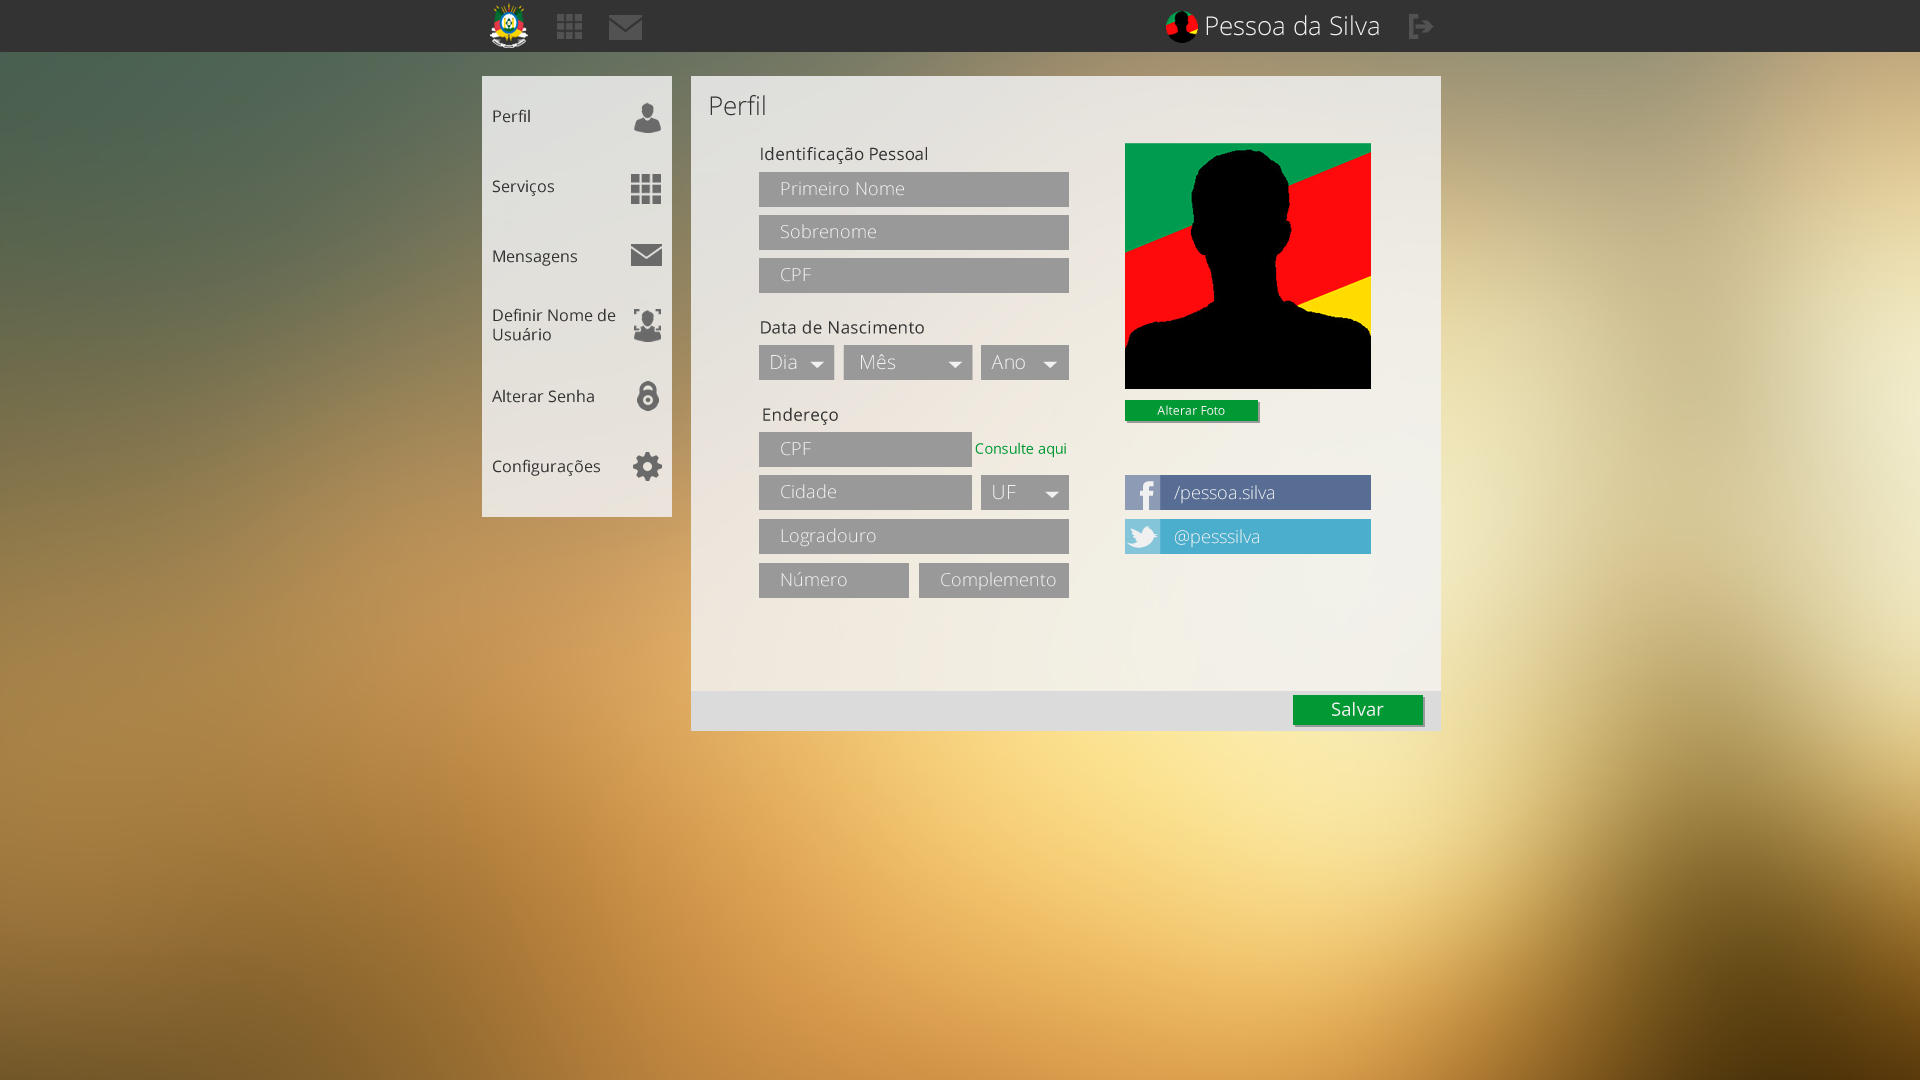 Pessoa da Silva
Perfil
Serviços
Mensagens
Definir Nome de
Usuário
Alterar Senha
Configurações
Perfil
Identificação Pessoal
Primeiro Nome
Sobrenome
CPF
Data de Nascimento
Dia
Mês
Ano
Endereço
CPF
Consulte aqui
Cidade
UF
Logradouro
Número
Complemento
Alterar Foto
/pessoa.silva
@pesssilva
Salvar